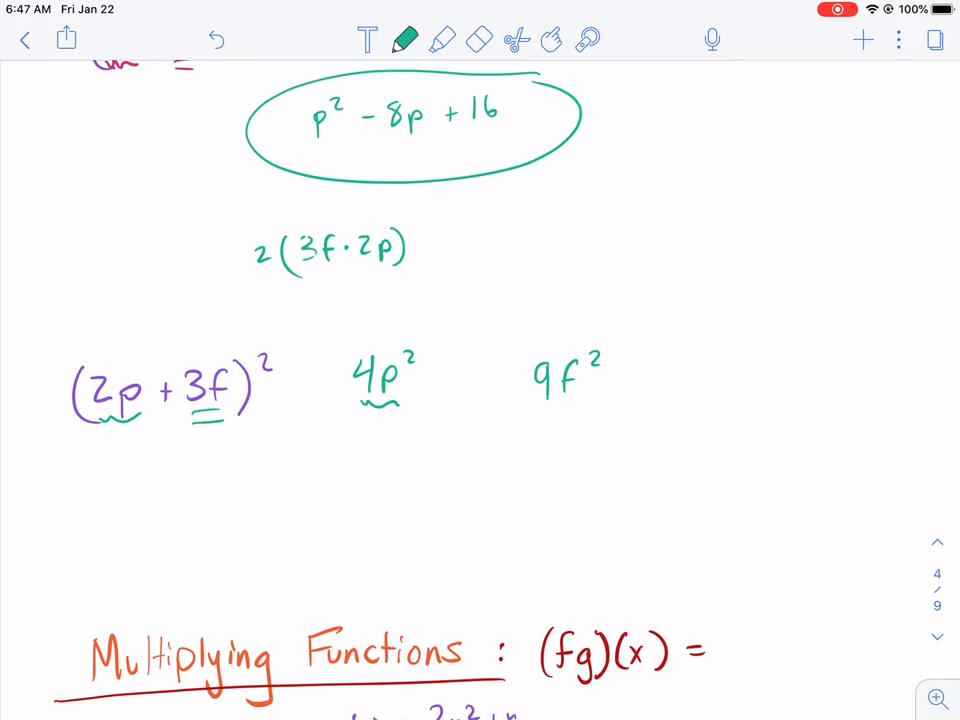 6:47 AM Fri Jan 22 100%
p² - 8p + 16
2(3f · 2p)
(2p + 3f)² 4p² 9f²
4
/
9
Multiplying Functions : (fg)(x) =